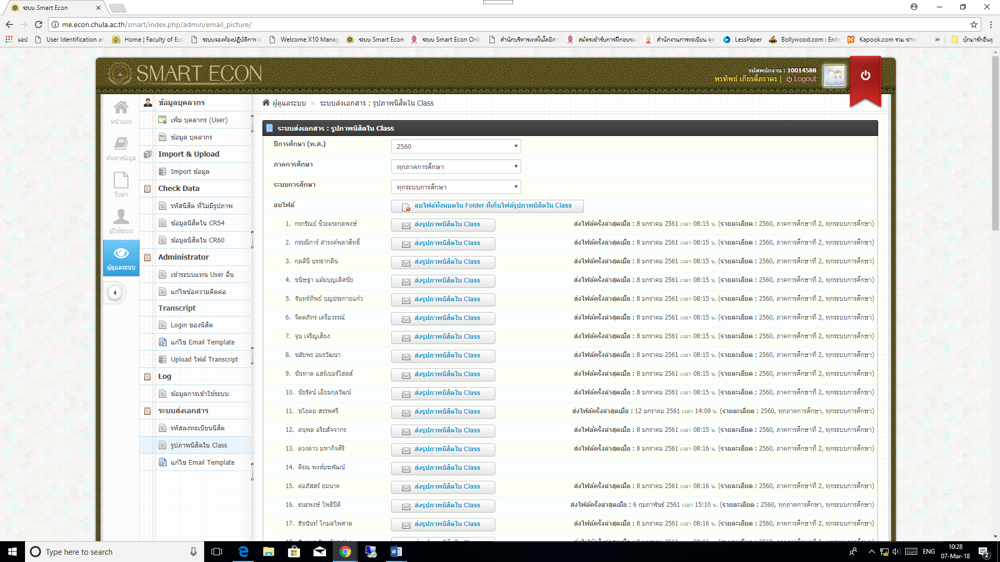 ระบบ Smart Econ
me.econ.chula.ac.th/smart/index.php/admin/email_picture/
แอป User Identification an Home | Faculty of Eco ระบบจองห้องปฏิบัติการ Welcome X10 Manag ระบบ Smart Econ ระบบ Smart Econ Onli สำนักบริหารเทคโนโลยีสา สมัครเข้ารับการฝึกอบรม สำนักงานการทะเบียน จุฬ LessPaper Bollywood.com : Ente Kapook.com รวม ข่าว » บุ๊กมาร์กอื่นๆ
SMART ECON
รหัสพนักงาน : 10014588
พรทิพย์ เกียรติ์ภราดร | Logout
หน้าแรก
ค้นหาข้อมูล
ใบลา
ผู้ใช้ระบบ
ผู้ดูแลระบบ
ข้อมูลบุคลากร
เพิ่ม บุคลากร (User)
ข้อมูล บุคลากร
Import & Upload
Import ข้อมูล
Check Data
รหัสนิสิต ที่ไม่มีรูปภาพ
ข้อมูลนิสิตใน CR54
ข้อมูลนิสิตใน CR60
Administrator
เข้าระบบแทน User อื่น
แก้ไขข้อความติดต่อ
Transcript
Login ของนิสิต
แก้ไข Email Template
Upload ไฟล์ Transcript
Log
ข้อมูลการเข้าใช้ระบบ
ระบบส่งเอกสาร
รหัสลงทะเบียนนิสิต
รูปภาพนิสิตใน Class
แก้ไข Email Template
ผู้ดูแลระบบ » ระบบส่งเอกสาร : รูปภาพนิสิตใน Class
ระบบส่งเอกสาร : รูปภาพนิสิตใน Class
ปีการศึกษา (พ.ศ.) 2560
ภาคการศึกษา ทุกภาคการศึกษา
ระบบการศึกษา ทุกระบบการศึกษา
ลบไฟล์ ลบไฟล์ทั้งหมดใน Folder ที่เก็บไฟล์รูปภาพนิสิตใน Class
1. กรกรัณย์ ชีวะตระกุลพงษ์ ส่งรูปภาพนิสิตใน Class ส่งไฟล์ครั้งล่าสุดเมื่อ : 8 มกราคม 2561 เวลา 08:15 น. (รายละเอียด : 2560, ภาคการศึกษาที่ 2, ทุกระบบการศึกษา)
2. กรรณิการ์ ดำรงค์พลาสิทธิ์ ส่งรูปภาพนิสิตใน Class ส่งไฟล์ครั้งล่าสุดเมื่อ : 8 มกราคม 2561 เวลา 08:15 น. (รายละเอียด : 2560, ภาคการศึกษาที่ 2, ทุกระบบการศึกษา)
3. กุลลินี มุทธากลิน ส่งรูปภาพนิสิตใน Class ส่งไฟล์ครั้งล่าสุดเมื่อ : 8 มกราคม 2561 เวลา 08:15 น. (รายละเอียด : 2560, ภาคการศึกษาที่ 2, ทุกระบบการศึกษา)
4. ขนิษฐา แต้มบุญเลิศชัย ส่งรูปภาพนิสิตใน Class ส่งไฟล์ครั้งล่าสุดเมื่อ : 8 มกราคม 2561 เวลา 08:15 น. (รายละเอียด : 2560, ภาคการศึกษาที่ 2, ทุกระบบการศึกษา)
5. จันทร์ทิพย์ บุญประกายแก้ว ส่งรูปภาพนิสิตใน Class ส่งไฟล์ครั้งล่าสุดเมื่อ : 8 มกราคม 2561 เวลา 08:15 น. (รายละเอียด : 2560, ภาคการศึกษาที่ 2, ทุกระบบการศึกษา)
6. จิตตภัทร เครือวรรณ์ ส่งรูปภาพนิสิตใน Class ส่งไฟล์ครั้งล่าสุดเมื่อ : 8 มกราคม 2561 เวลา 08:15 น. (รายละเอียด : 2560, ภาคการศึกษาที่ 2, ทุกระบบการศึกษา)
7. จูน เจริญเสียง ส่งรูปภาพนิสิตใน Class ส่งไฟล์ครั้งล่าสุดเมื่อ : 8 มกราคม 2561 เวลา 08:15 น. (รายละเอียด : 2560, ภาคการศึกษาที่ 2, ทุกระบบการศึกษา)
8. ชลัยพร อมรวัฒนา ส่งรูปภาพนิสิตใน Class ส่งไฟล์ครั้งล่าสุดเมื่อ : 8 มกราคม 2561 เวลา 08:15 น. (รายละเอียด : 2560, ภาคการศึกษาที่ 2, ทุกระบบการศึกษา)
9. ชันทาล แฮร์เบอร์โฮลส์ ส่งรูปภาพนิสิตใน Class ส่งไฟล์ครั้งล่าสุดเมื่อ : 8 มกราคม 2561 เวลา 08:15 น. (รายละเอียด : 2560, ภาคการศึกษาที่ 2, ทุกระบบการศึกษา)
10. ชัยรัตน์ เอี่ยมกุลวัฒน์ ส่งรูปภาพนิสิตใน Class ส่งไฟล์ครั้งล่าสุดเมื่อ : 8 มกราคม 2561 เวลา 08:15 น. (รายละเอียด : 2560, ภาคการศึกษาที่ 2, ทุกระบบการศึกษา)
11. ชโยดม สรรพศรี ส่งรูปภาพนิสิตใน Class ส่งไฟล์ครั้งล่าสุดเมื่อ : 12 มกราคม 2561 เวลา 14:09 น. (รายละเอียด : 2560, ทุกภาคการศึกษา, ทุกระบบการศึกษา)
12. ดนุพล อริยสัจจากร ส่งรูปภาพนิสิตใน Class ส่งไฟล์ครั้งล่าสุดเมื่อ : 8 มกราคม 2561 เวลา 08:15 น. (รายละเอียด : 2560, ภาคการศึกษาที่ 2, ทุกระบบการศึกษา)
13. ดวงดาว มหากิจศิริ ส่งรูปภาพนิสิตใน Class ส่งไฟล์ครั้งล่าสุดเมื่อ : 8 มกราคม 2561 เวลา 08:16 น. (รายละเอียด : 2560, ภาคการศึกษาที่ 2, ทุกระบบการศึกษา)
14. ดีรณ พงศ์มฆพัฒน์ ส่งรูปภาพนิสิตใน Class
15. ต่อภัสสร์ ยมนาค ส่งรูปภาพนิสิตใน Class ส่งไฟล์ครั้งล่าสุดเมื่อ : 8 มกราคม 2561 เวลา 08:16 น. (รายละเอียด : 2560, ภาคการศึกษาที่ 2, ทุกระบบการศึกษา)
16. ธนะพงษ์ โพธิปิติ ส่งรูปภาพนิสิตใน Class ส่งไฟล์ครั้งล่าสุดเมื่อ : 6 กุมภาพันธ์ 2561 เวลา 15:10 น. (รายละเอียด : 2560, ทุกภาคการศึกษา, ทุกระบบการศึกษา)
17. ธัชนันท์ โกมลไพศาล ส่งรูปภาพนิสิตใน Class ส่งไฟล์ครั้งล่าสุดเมื่อ : 8 มกราคม 2561 เวลา 08:16 น. (รายละเอียด : 2560, ภาคการศึกษาที่ 2, ทุกระบบการศึกษา)
Type here to search
ENG
10:28
07-Mar-18
2